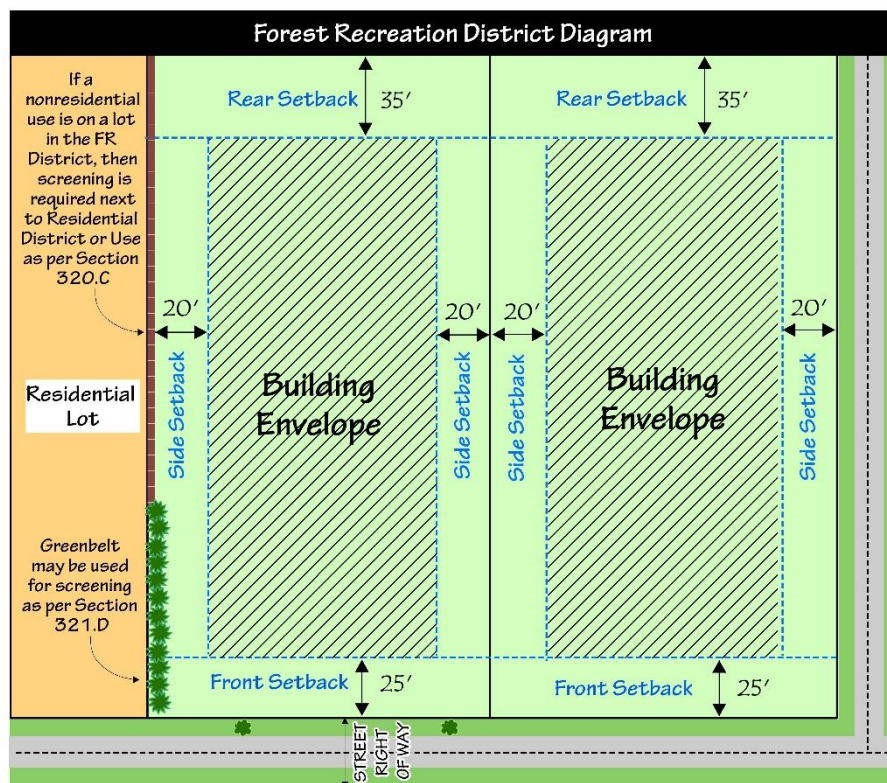 Forest Recreation District Diagram
If a
nonresidential
use is on a lot
in the FR
District, then
screening is
required next
to Residential
District or Use
as per Section
320.C
Residential
Lot
Greenbelt
may be used
for screening
as per Section
321.D
Rear Setback 35'
20'
Side Setback
Building
Envelope
20'
Side Setback
Front Setback 25'
Rear Setback 35'
20'
Side Setback
Building
Envelope
20'
Side Setback
Front Setback 25'
STREET
RIGHT
OF WAY